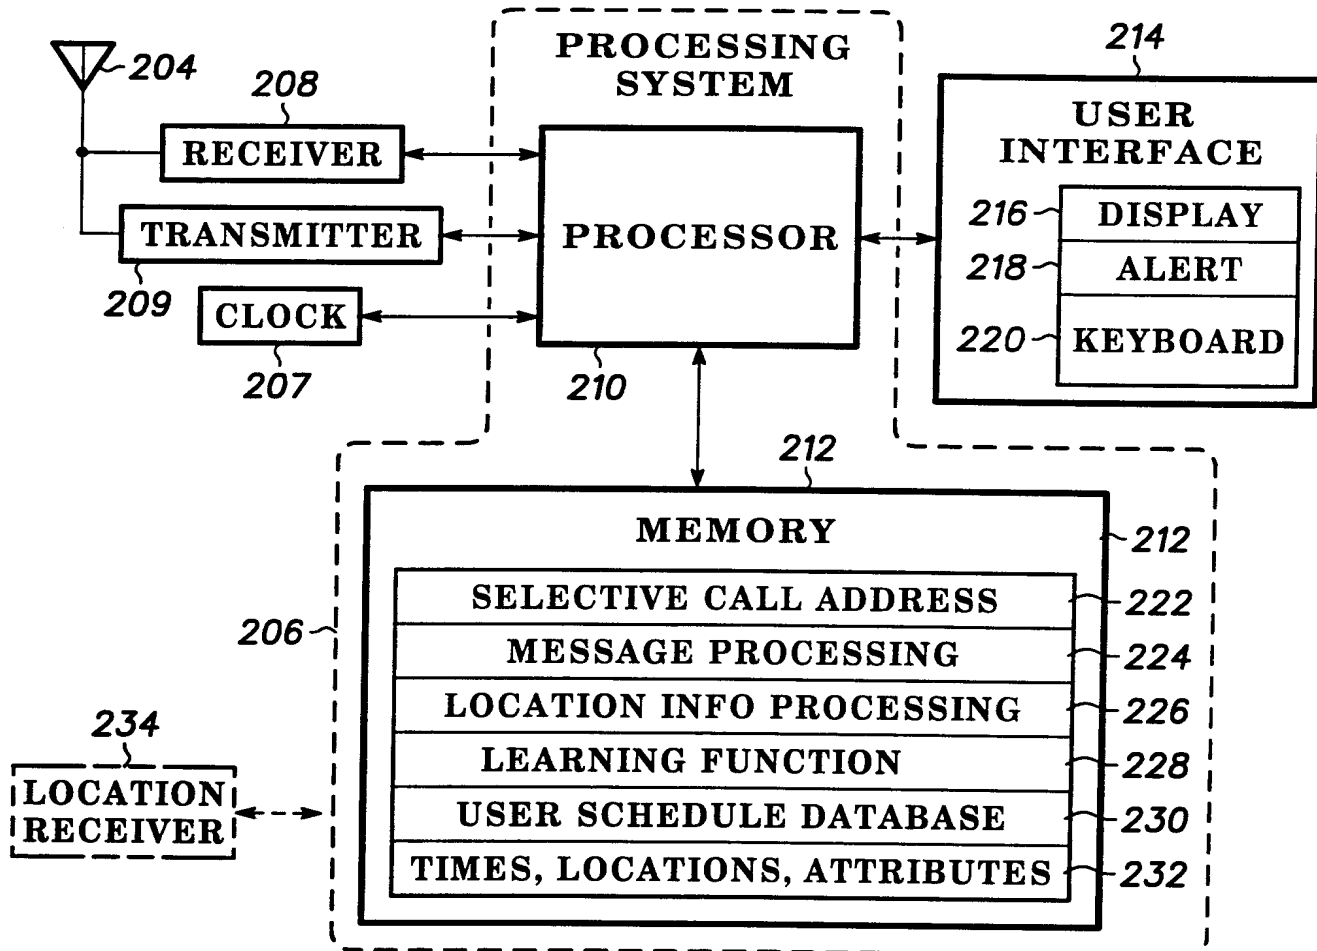 PROCESSING
SYSTEM
204
208
RECEIVER
TRANSMITTER
209
CLOCK
207
PROCESSOR
210
214
USER
INTERFACE
216
DISPLAY
218
ALERT
220
KEYBOARD
212
MEMORY
212
SELECTIVE CALL ADDRESS
222
MESSAGE PROCESSING
224
LOCATION INFO PROCESSING
226
LEARNING FUNCTION
228
USER SCHEDULE DATABASE
230
TIMES, LOCATIONS, ATTRIBUTES
232
206
234
LOCATION
RECEIVER